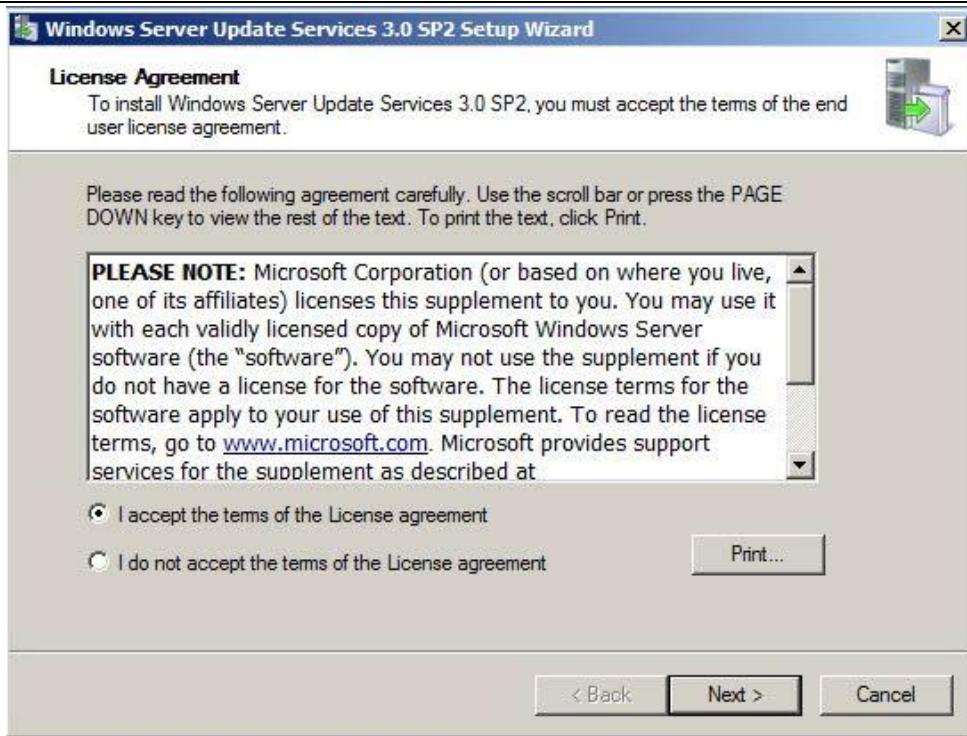 Windows Server Update Services 3.0 SP2 Setup Wizard
License Agreement
To install Windows Server Update Services 3.0 SP2, you must accept the terms of the end
user license agreement.
Please read the following agreement carefully. Use the scroll bar or press the PAGE
DOWN key to view the rest of the text. To print the text, click Print.
PLEASE NOTE: Microsoft Corporation (or based on where you live,
one of its affiliates) licenses this supplement to you. You may use it
with each validly licensed copy of Microsoft Windows Server
software (the “software”). You may not use the supplement if you
do not have a license for the software. The license terms for the
software apply to your use of this supplement. To read the license
terms, go to www.microsoft.com. Microsoft provides support
services for the supplement as described at
I accept the terms of the License agreement
I do not accept the terms of the License agreement
Print...
< Back
Next >
Cancel